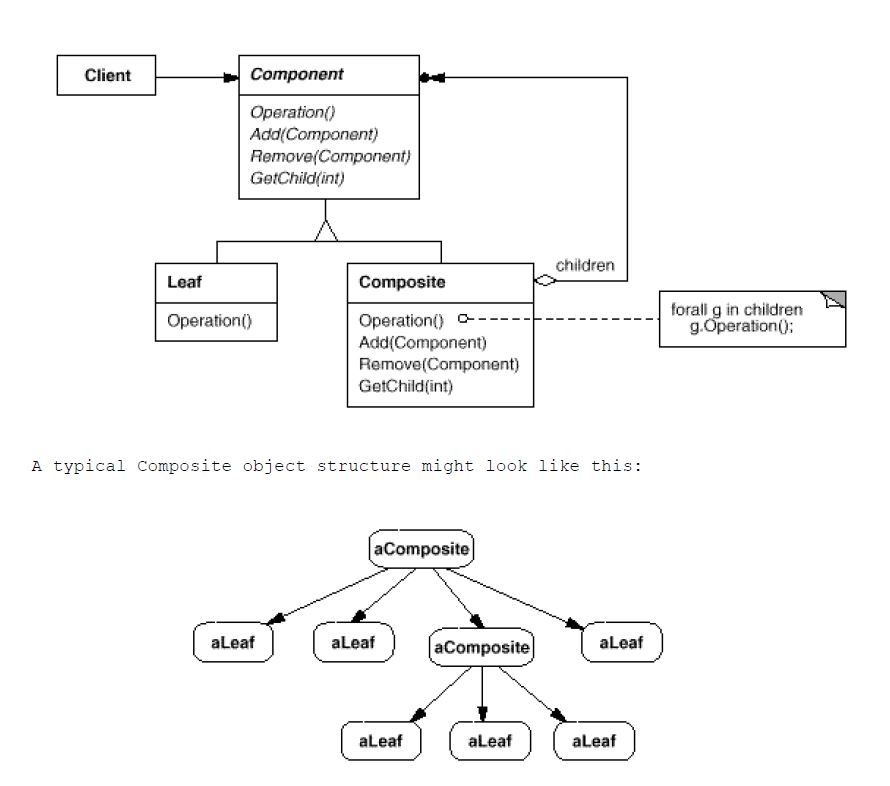 Client
Component
Operation()
Add(Component)
Remove(Component)
GetChild(int)
Leaf
Operation()
Composite
Operation()
Add(Component)
Remove(Component)
GetChild(int)
children
forall g in children
g.Operation();
A typical Composite object structure might look like this:
aComposite
aLeaf
aLeaf
aComposite
aLeaf
aLeaf
aLeaf
aLeaf